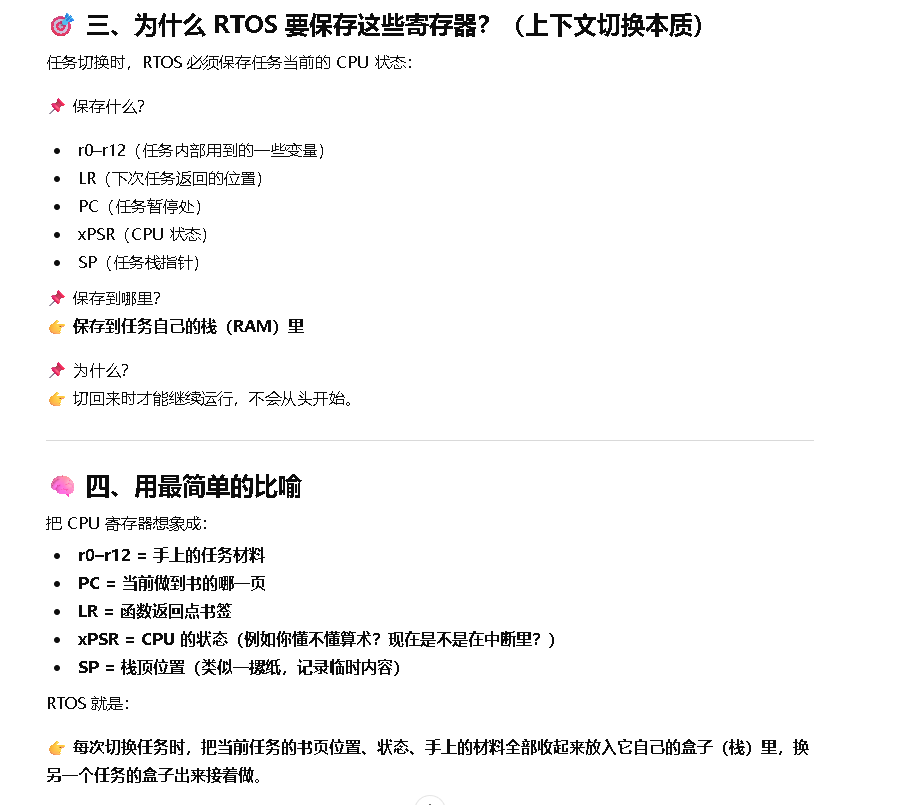 🎯 三、为什么 RTOS 要保存这些寄存器？（上下文切换本质）
任务切换时，RTOS 必须保存任务当前的 CPU 状态：
📌 保存什么？
• r0–r12（任务内部用到的一些变量）
• LR（下次任务返回的位置）
• PC（任务暂停处）
• xPSR（CPU 状态）
• SP（任务栈指针）
📌 保存到哪里？
👉 保存到任务自己的栈（RAM）里
📌 为什么？
👉 切回来时才能继续运行，不会从头开始。
🧠 四、用最简单的比喻
把 CPU 寄存器想象成：
• r0–r12 = 手上的任务材料
• PC = 当前做到书的哪一页
• LR = 函数返回点书签
• xPSR = CPU 的状态（例如你懂不懂算术？现在是不是在中断里？）
• SP = 栈顶位置（类似一摞纸，记录临时内容）
RTOS 就是：
👉 每次切换任务时，把当前任务的书页位置、状态、手上的材料全部收起来放入它自己的盒子（栈）里，换
另一个任务的盒子出来接着做。